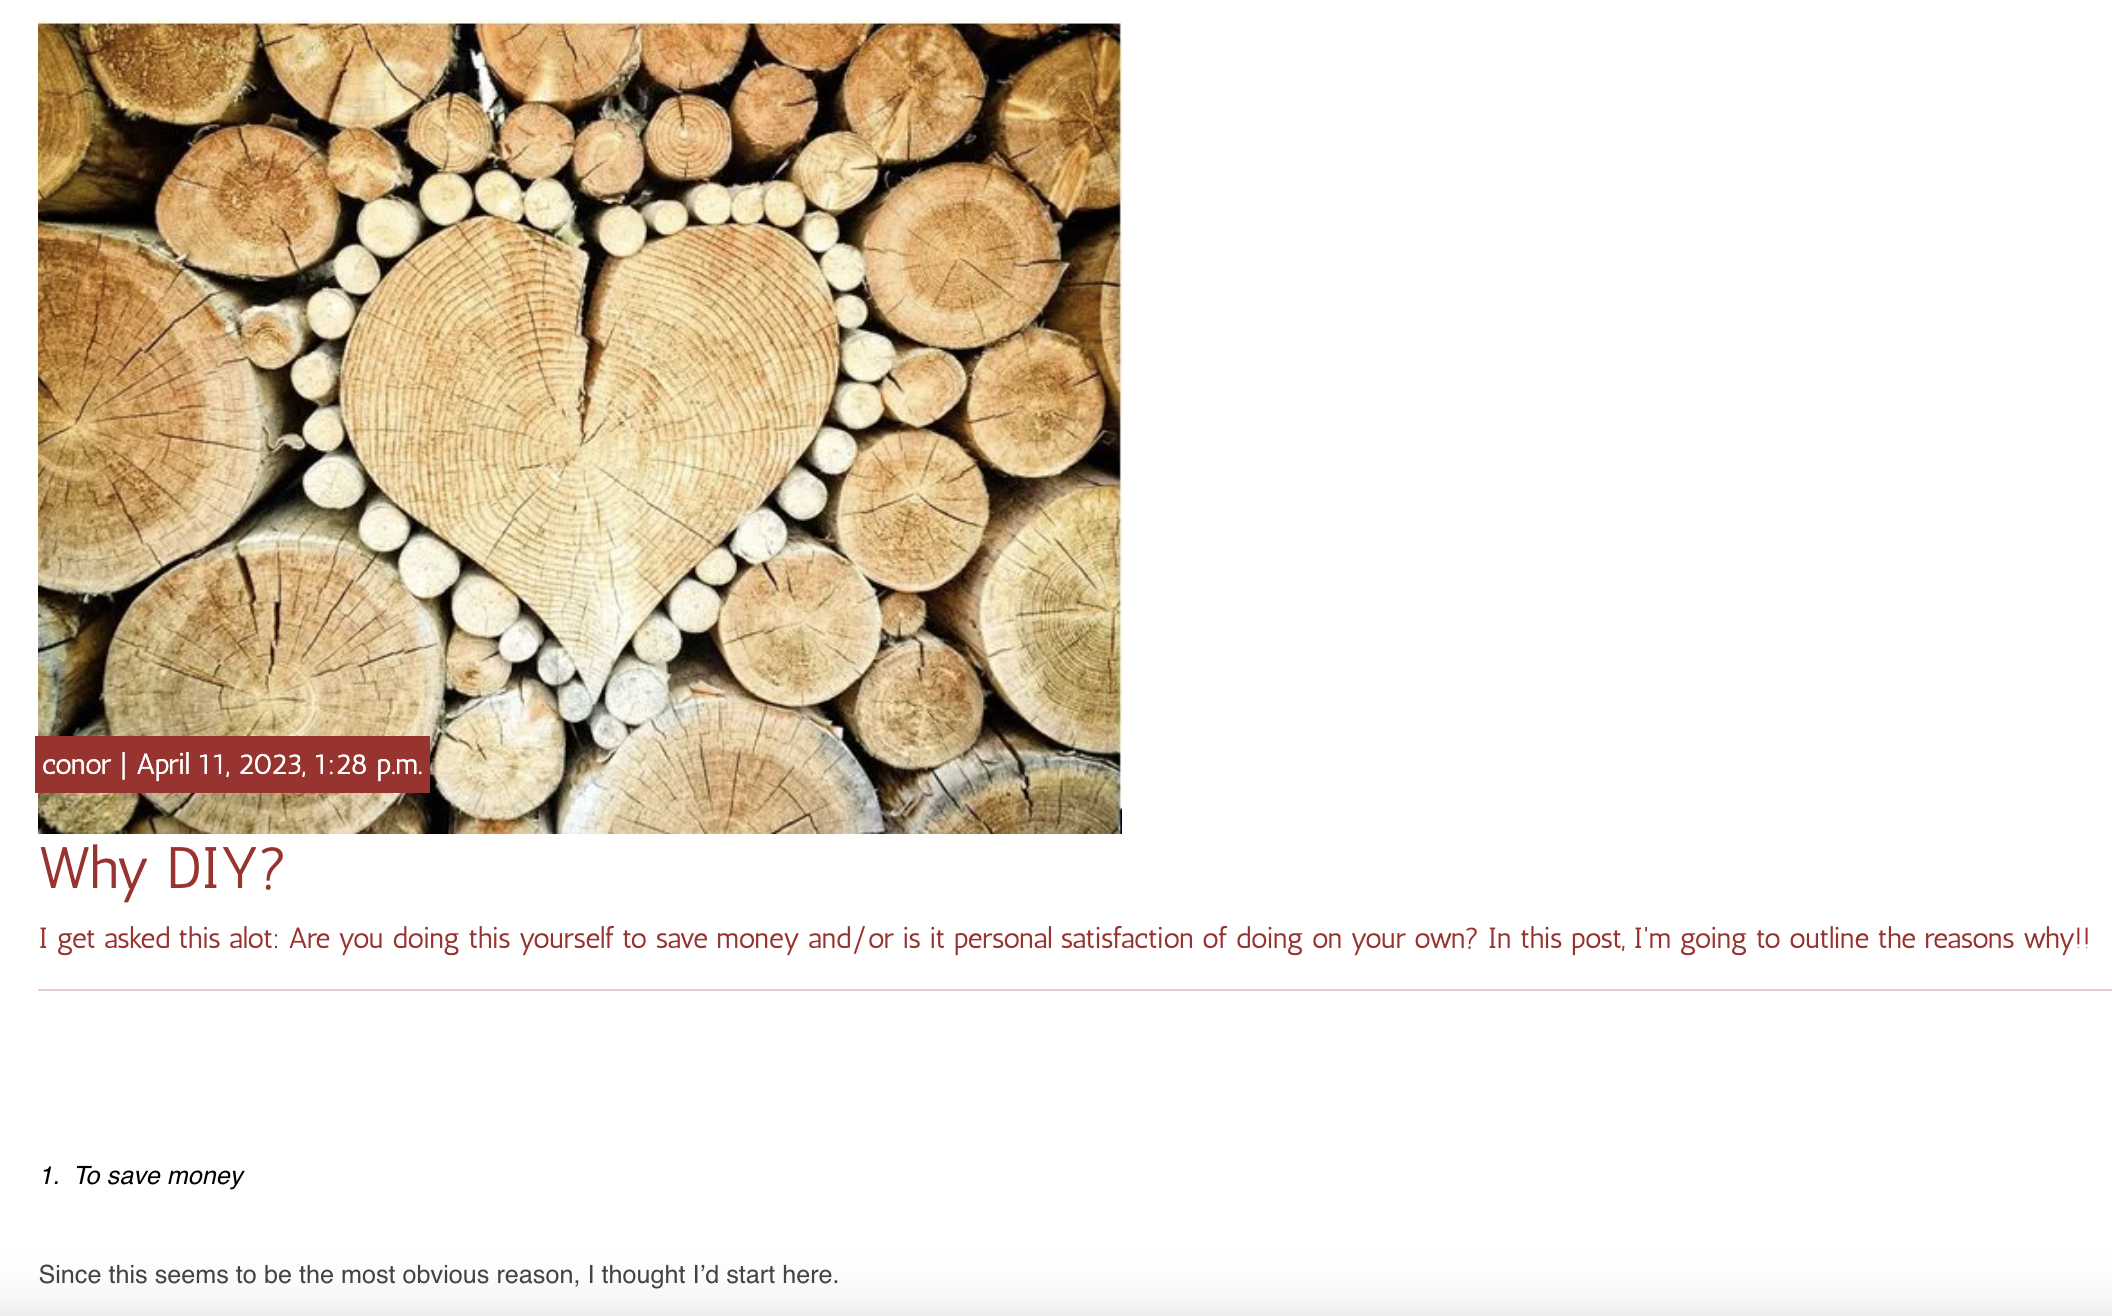 conor | April 11, 2023, 1:28 p.m.
Why DIY?
I get asked this alot: Are you doing this yourself to save money and/or is it personal satisfaction of doing on your own? In this post, I'm going to outline the reasons why!!
1. To save money
Since this seems to be the most obvious reason, I thought I’d start here.